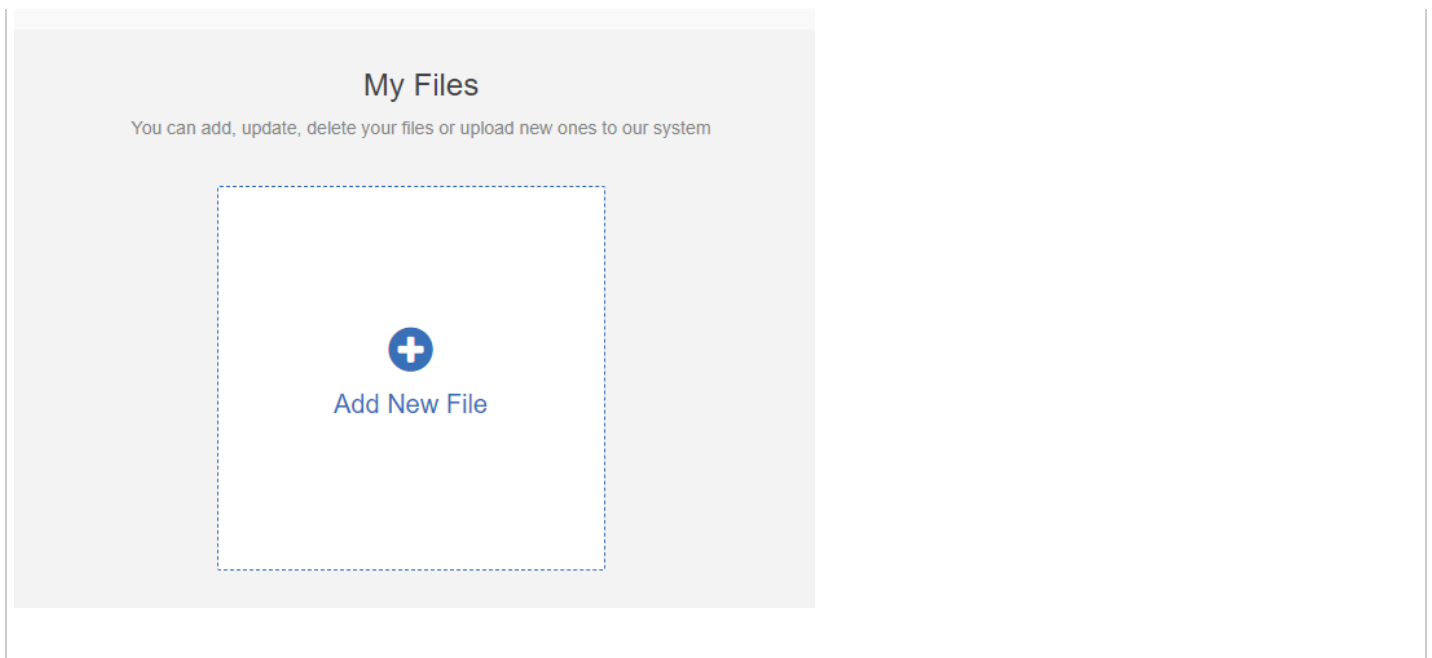 My Files
You can add, update, delete your files or upload new ones to our system
Add New File